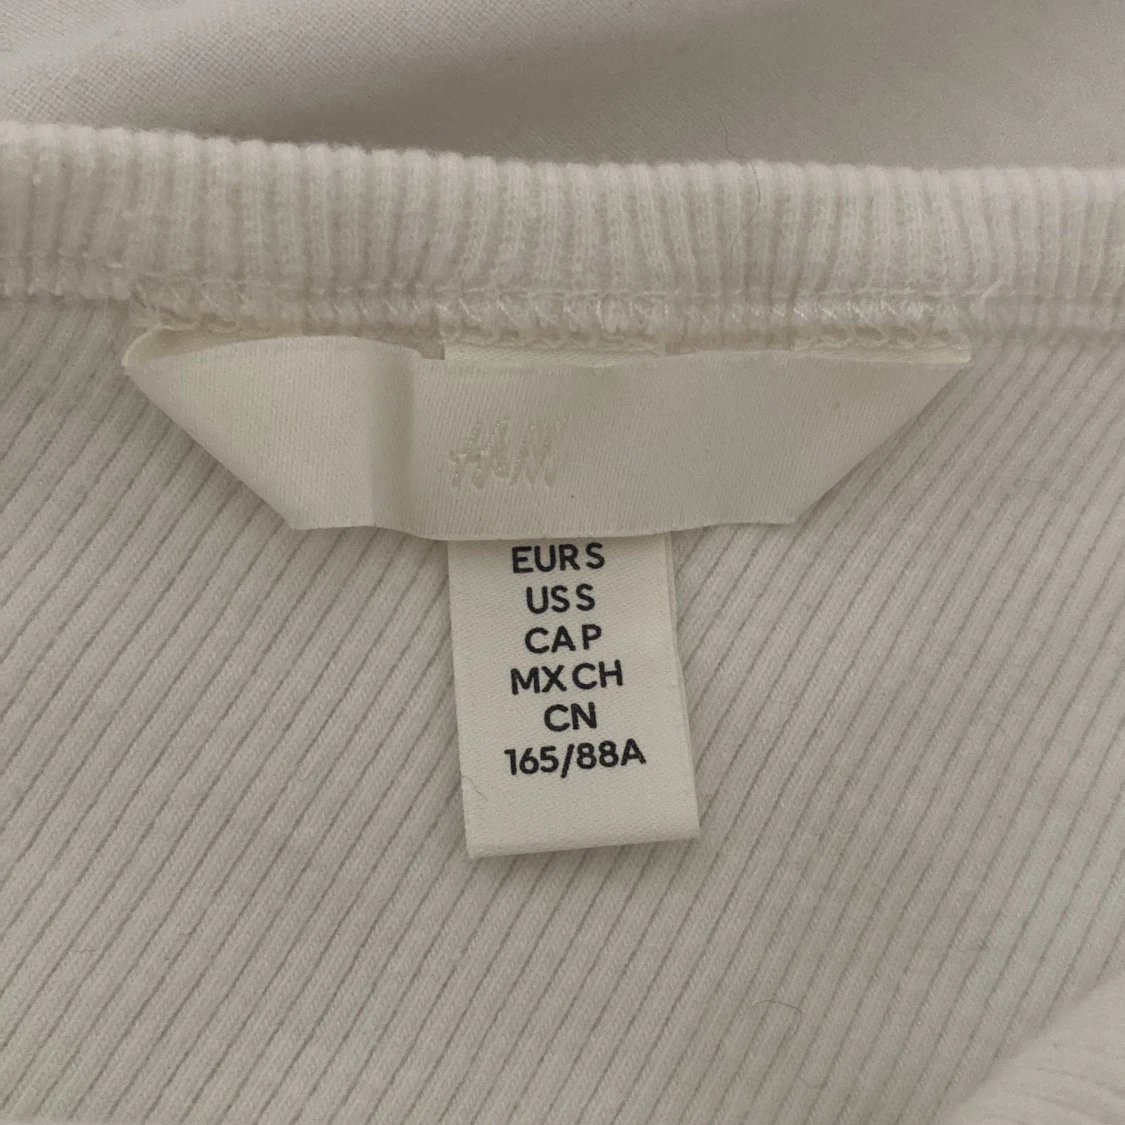 H&M
EUR S
US S
CA P
MX CH
CN
165/88A